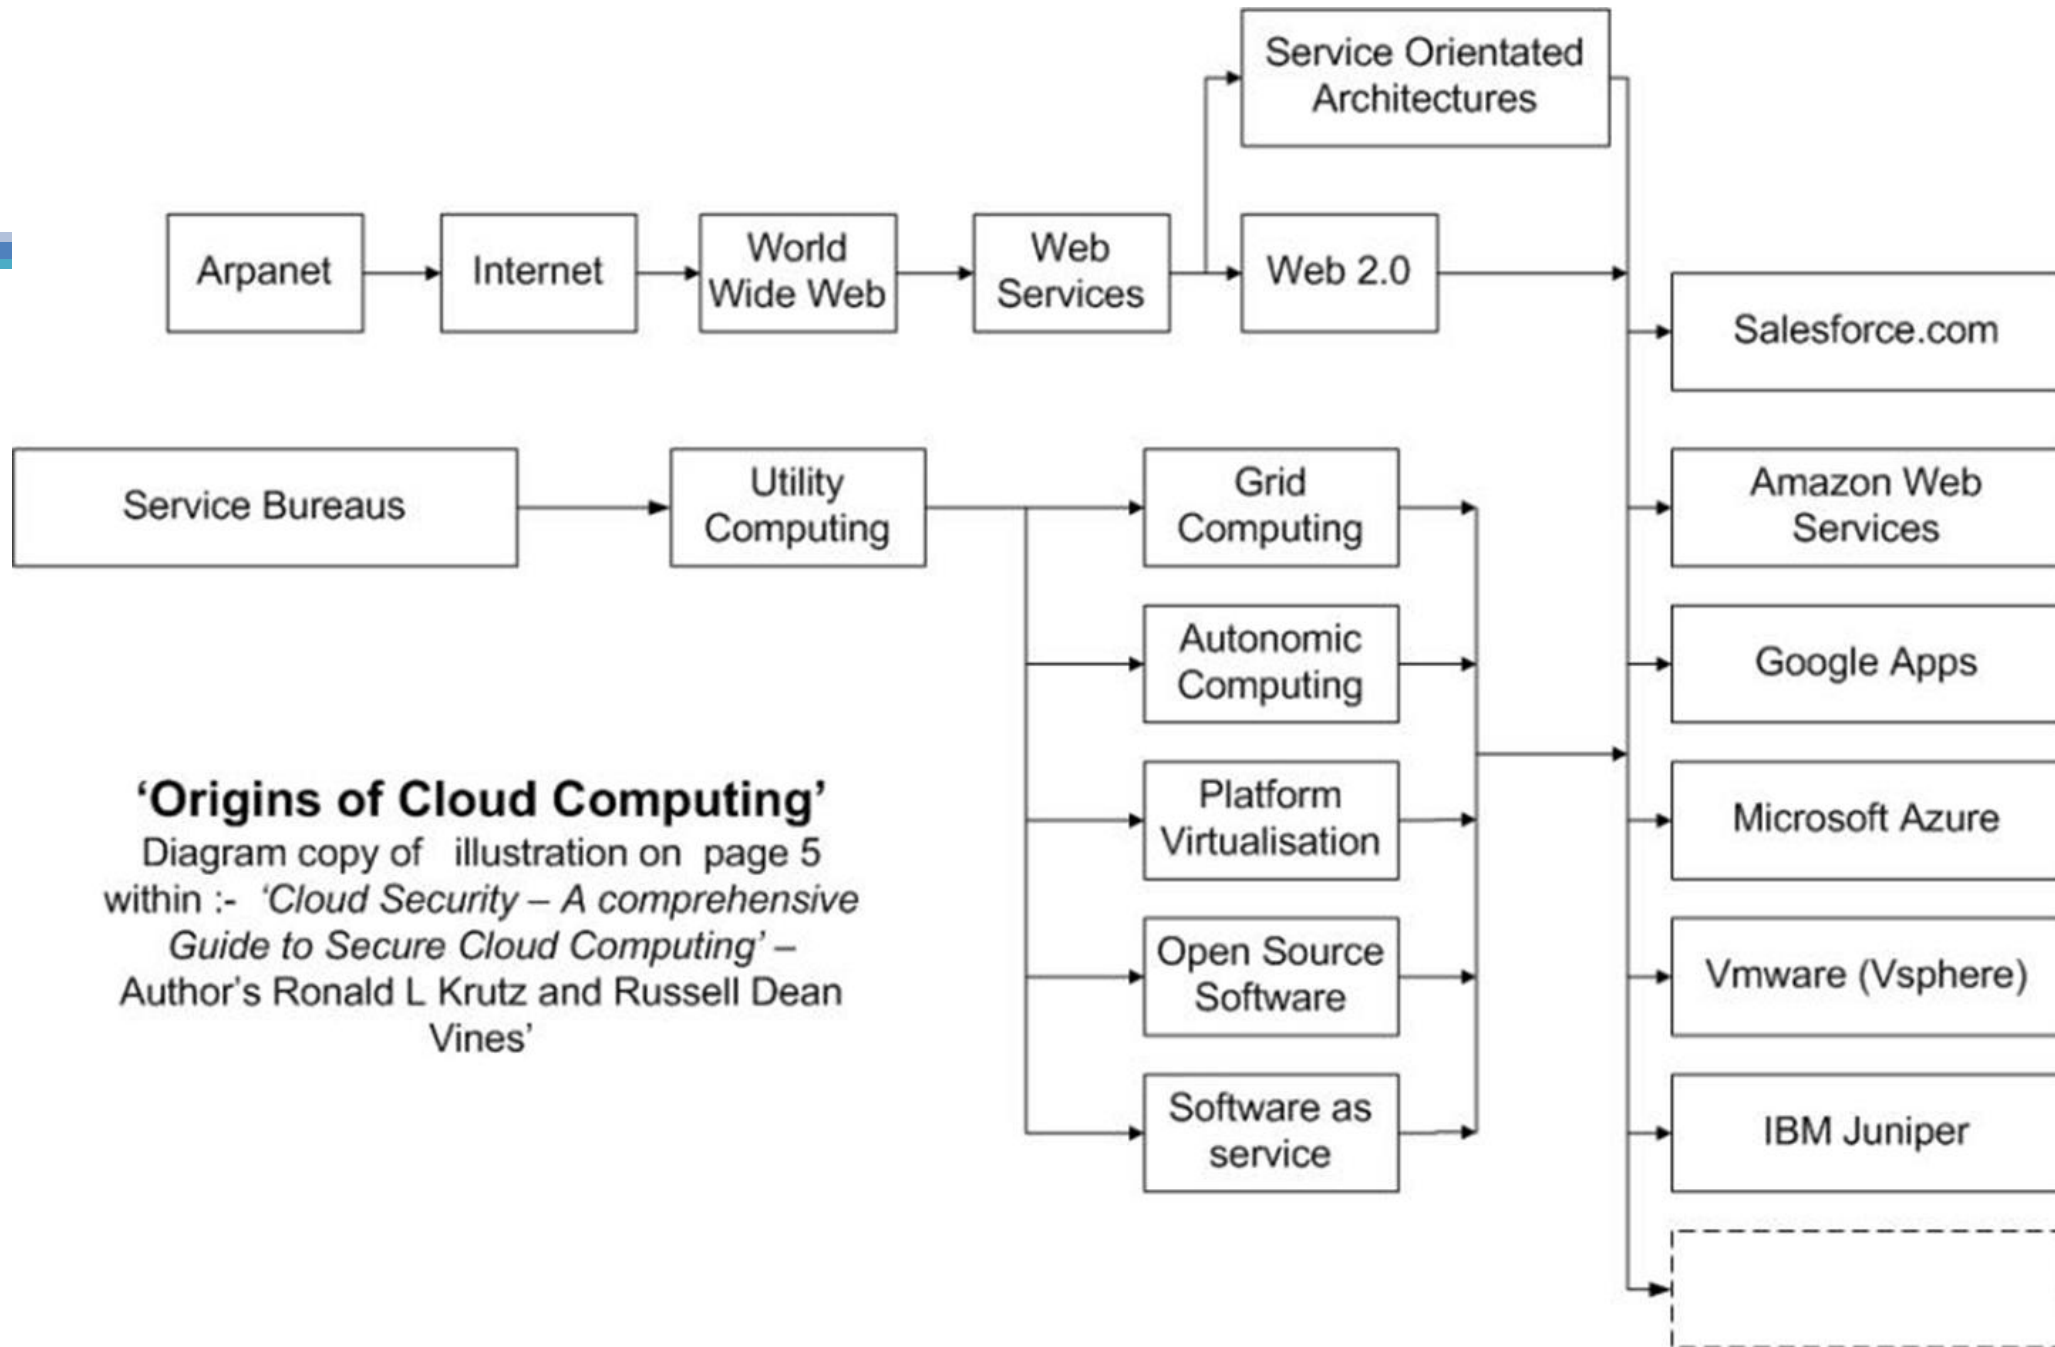 Service Orientated
Architectures
Arpanet
Internet
World
Wide Web
Web
Services
Web 2.0
Salesforce.com
Service Bureaus
Utility
Computing
Grid
Computing
Amazon Web
Services
Autonomic
Computing
Google Apps
Platform
Virtualisation
Microsoft Azure
Open Source
Software
Vmware (Vsphere)
Software as
service
IBM Juniper
‘Origins of Cloud Computing’
Diagram copy of illustration on page 5
within :- ‘Cloud Security – A comprehensive
Guide to Secure Cloud Computing’ –
Author’s Ronald L Krutz and Russell Dean
Vines’